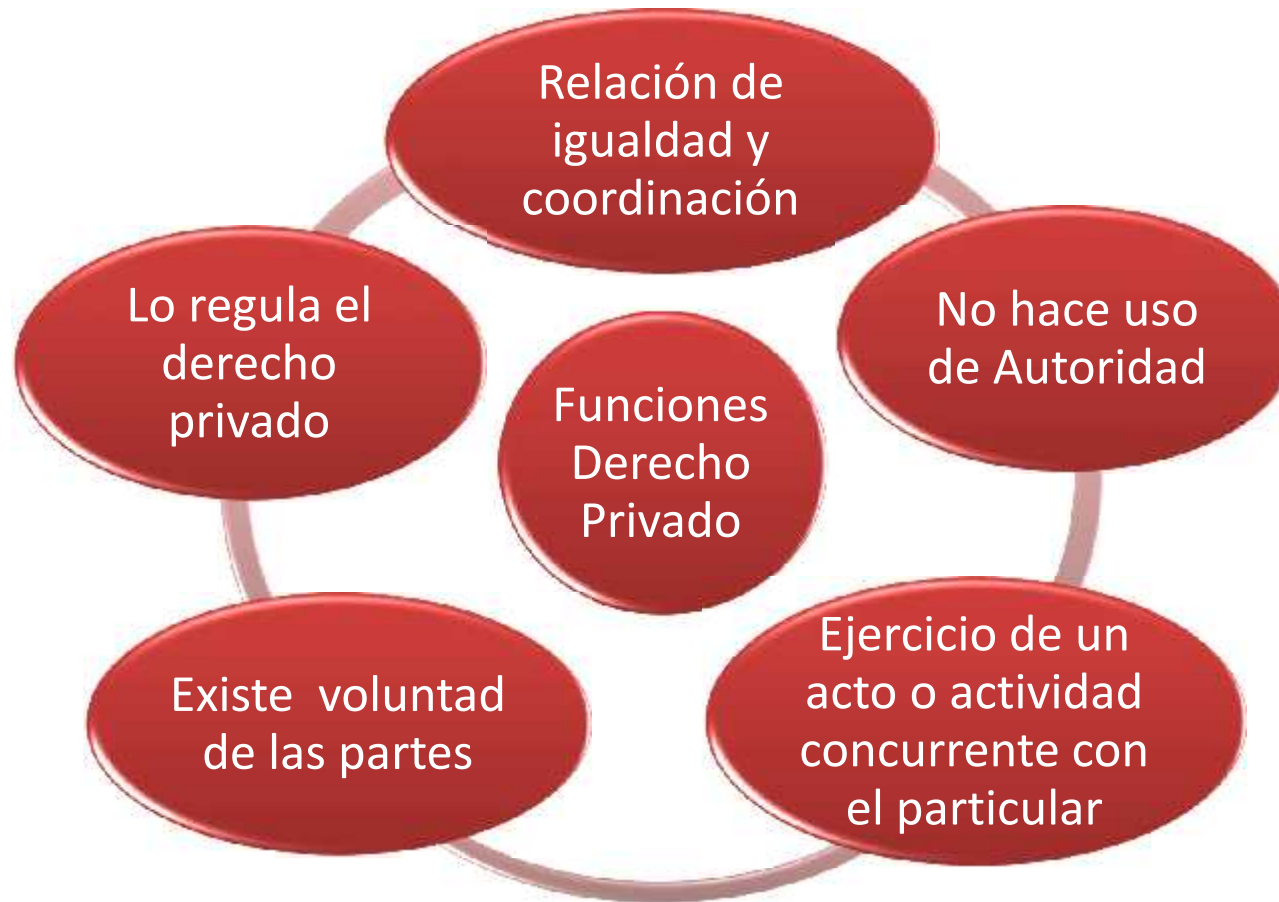 Relación de
igualdad y
coordinación
No hace uso
de Autoridad
Ejercicio de un
acto o actividad
concurrente con
el particular
Existe voluntad
de las partes
Lo regula el
derecho
privado
Funciones
Derecho
Privado